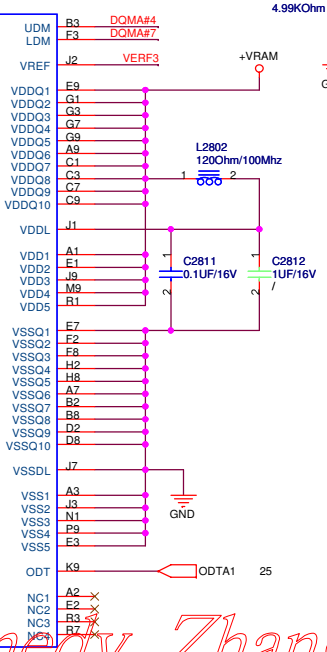 4.99KOhm
UDM B3 DQMA#4
LDM F3 DQMA#7
VREF J2 VERF3
+VRAM
VDDQ1 E9
VDDQ2 G1
VDDQ3 G3
VDDQ4 G7
VDDQ5 G9
VDDQ6 A9
VDDQ7 C1
VDDQ8 C3
VDDQ9 C7
VDDQ10 C9
L2802
120Ohm/100Mhz
1 2
VDDL J1
VDD1 A1
VDD2 E1
VDD3 J9
VDD4 M9
VDD5 R1
1 C2811
0.1UF/16V
2
1 C2812
1UF/16V
/
2
VSSQ1 E7
VSSQ2 F2
VSSQ3 F8
VSSQ4 H2
VSSQ5 H8
VSSQ6 A7
VSSQ7 B2
VSSQ8 B8
VSSQ9 D2
VSSQ10 D8
VSSDL J7
VSS1 A3
VSS2 J3
VSS3 N1
VSS4 P9
VSS5 E3
GND
ODT K9 ODTA1 25
NC1 A2
NC2 E2
NC3 R3
NC4 R7